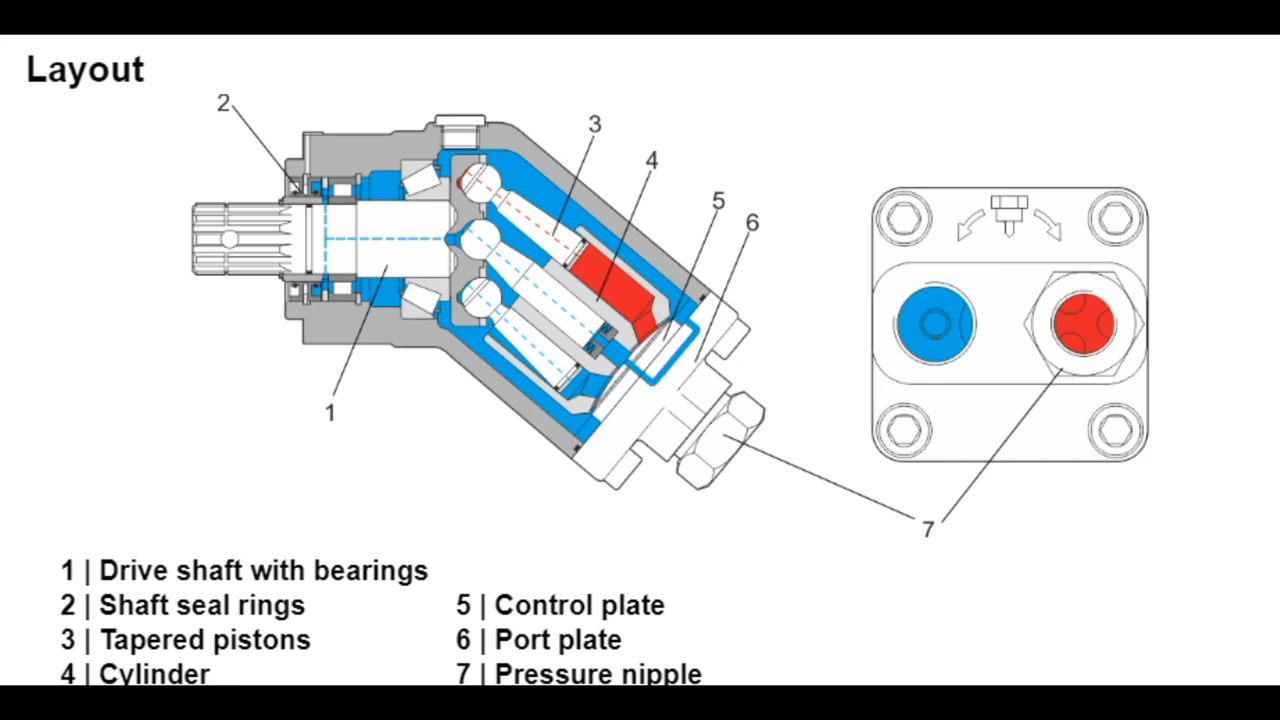 Layout
2
3
4
5
6
1
7
1 | Drive shaft with bearings
2 | Shaft seal rings
3 | Tapered pistons
4 | Cylinder
5 | Control plate
6 | Port plate
7 | Pressure nipple